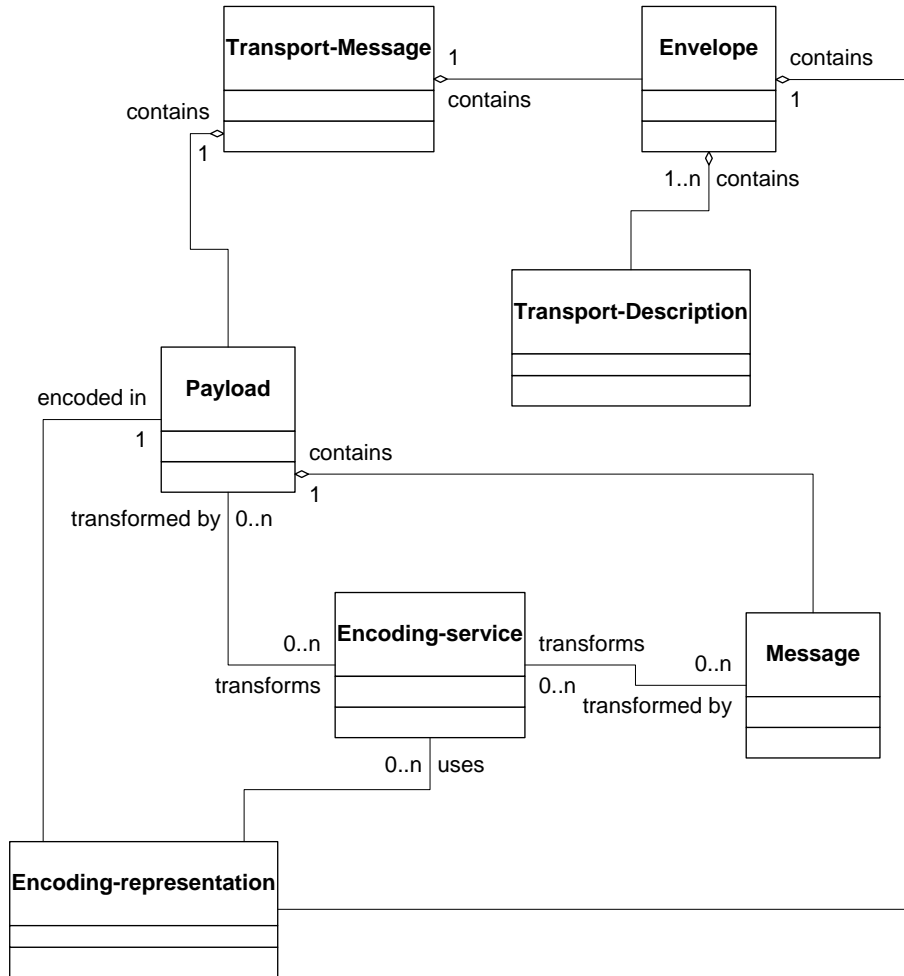 Transport-Message
1
contains
Envelope
contains
1
contains
1
1..n contains
Transport-Description
encoded in
1
Payload
contains
1
transformed by 0..n
0..n
transforms
Encoding-service
transforms
0..n
0..n
transformed by
Message
0..n uses
Encoding-representation